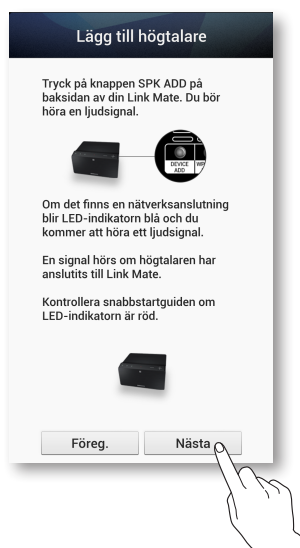 Lägg till högtalare
Tryck på knappen SPK ADD på
baksidan av din Link Mate. Du bör
höra en ljudsignal.
DEVICE
ADD
WP
Om det finns en nätverksanslutning
blir LED-indikatorn blå och du
kommer att höra ett ljudsignal.
En signal hörs om högtalaren har
anslutits till Link Mate.
Kontrollera snabbstartguiden om
LED-indikatorn är röd.
Föreg.
Nästa